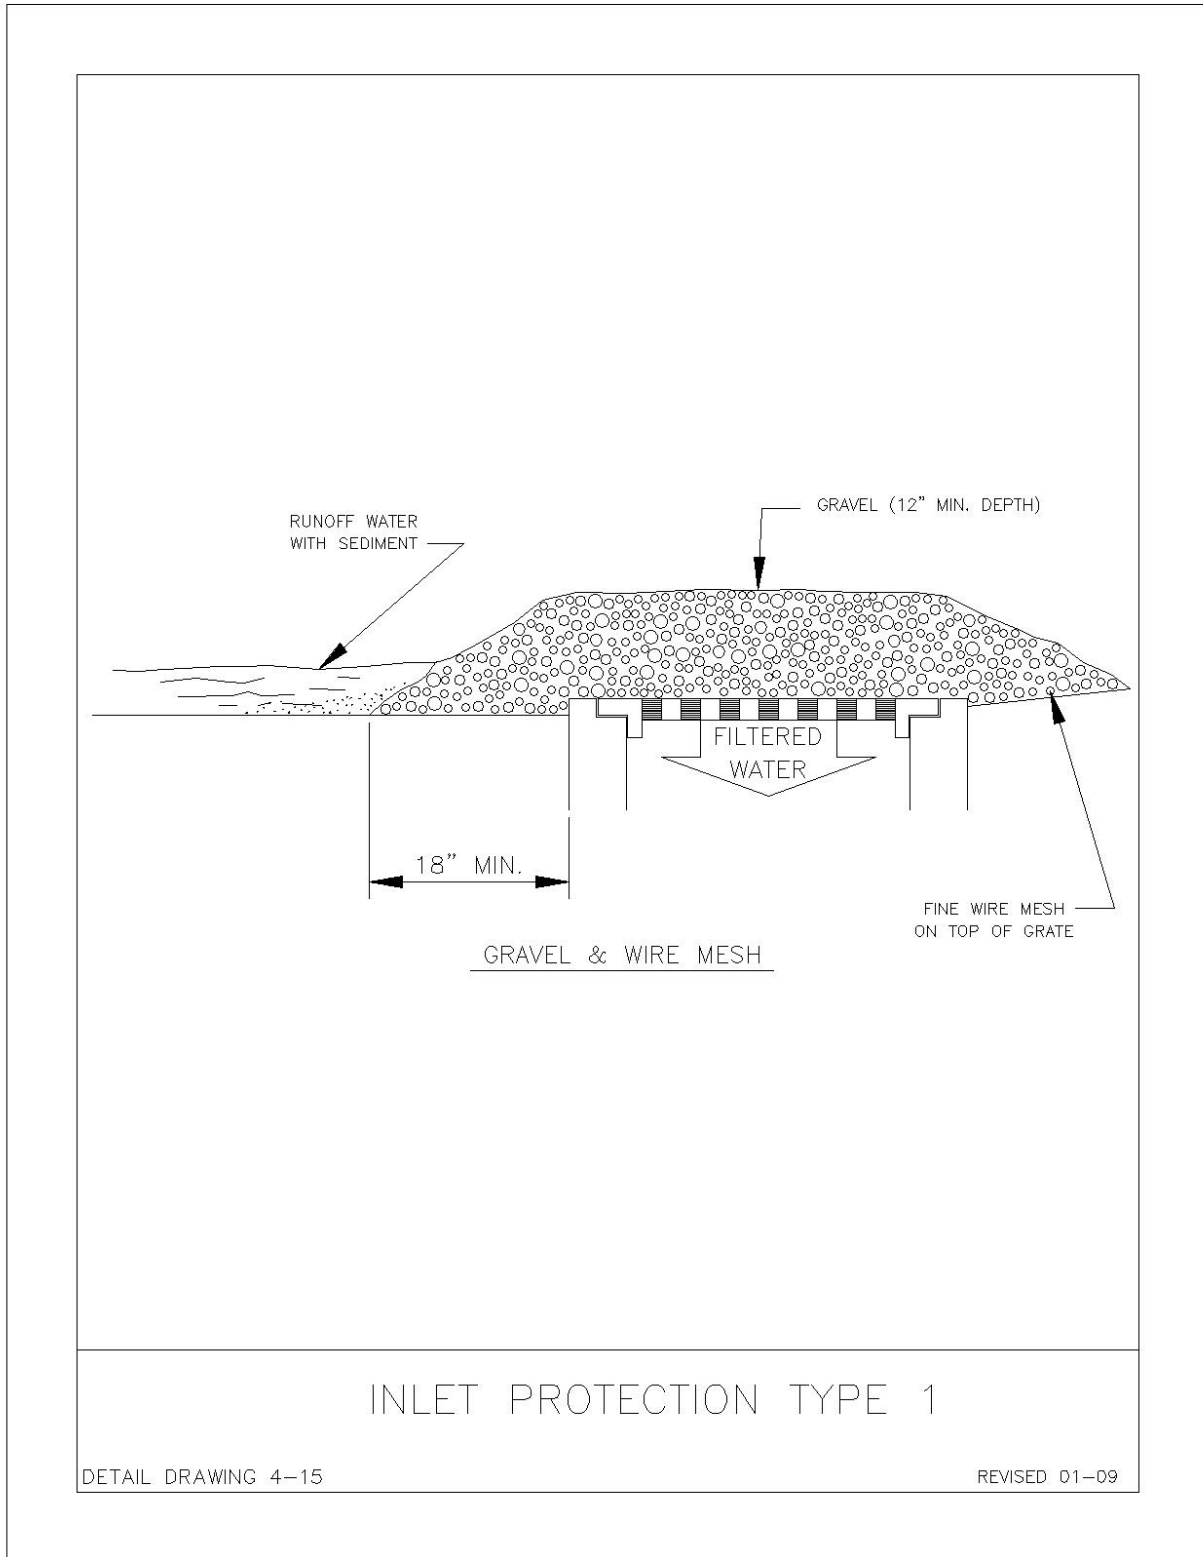 GRAVEL (12" MIN. DEPTH)
RUNOFF WATER
WITH SEDIMENT
FILTERED
WATER
18" MIN.
FINE WIRE MESH
ON TOP OF GRATE
GRAVEL & WIRE MESH
INLET PROTECTION TYPE 1
DETAIL DRAWING 4-15
REVISED 01-09